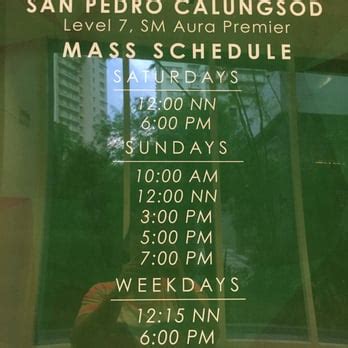 SAN PEDRO CALUNGSOD
Level 7, SM Aura Premier
MASS SCHEDULE
SATURDAYS
12:00 NN
6:00 PM
SUNDAYS
10:00 AM
12:00 NN
3:00 PM
5:00 PM
7:00 PM
WEEKDAYS
12:15 NN
6:00 PM